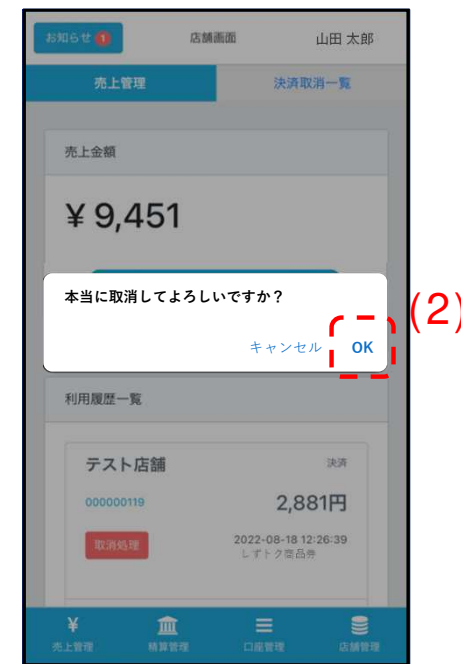 お知らせ 1 店舗画面 山田 太郎
売上管理 決済取消一覧
売上金額
¥ 9,451
本当に取消してよろしいですか？
(2)
キャンセル OK
利用履歴一覧
テスト店舗 決済
000000119 2,881円
取消処理 2022-08-18 12:26:39
しずトク商品券
売上管理 精算管理 口座管理 店舗管理